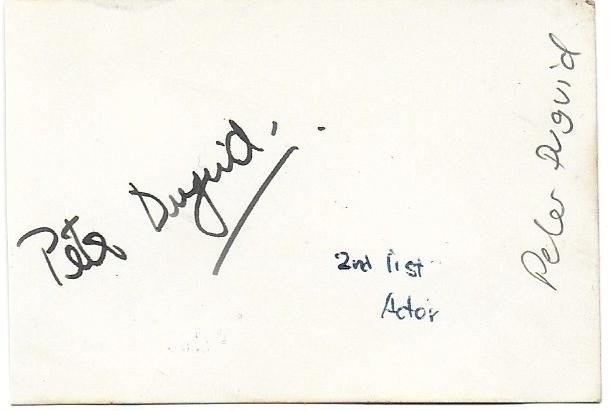 Peter Duguid.
2nd list
Actor
Peter Duguid